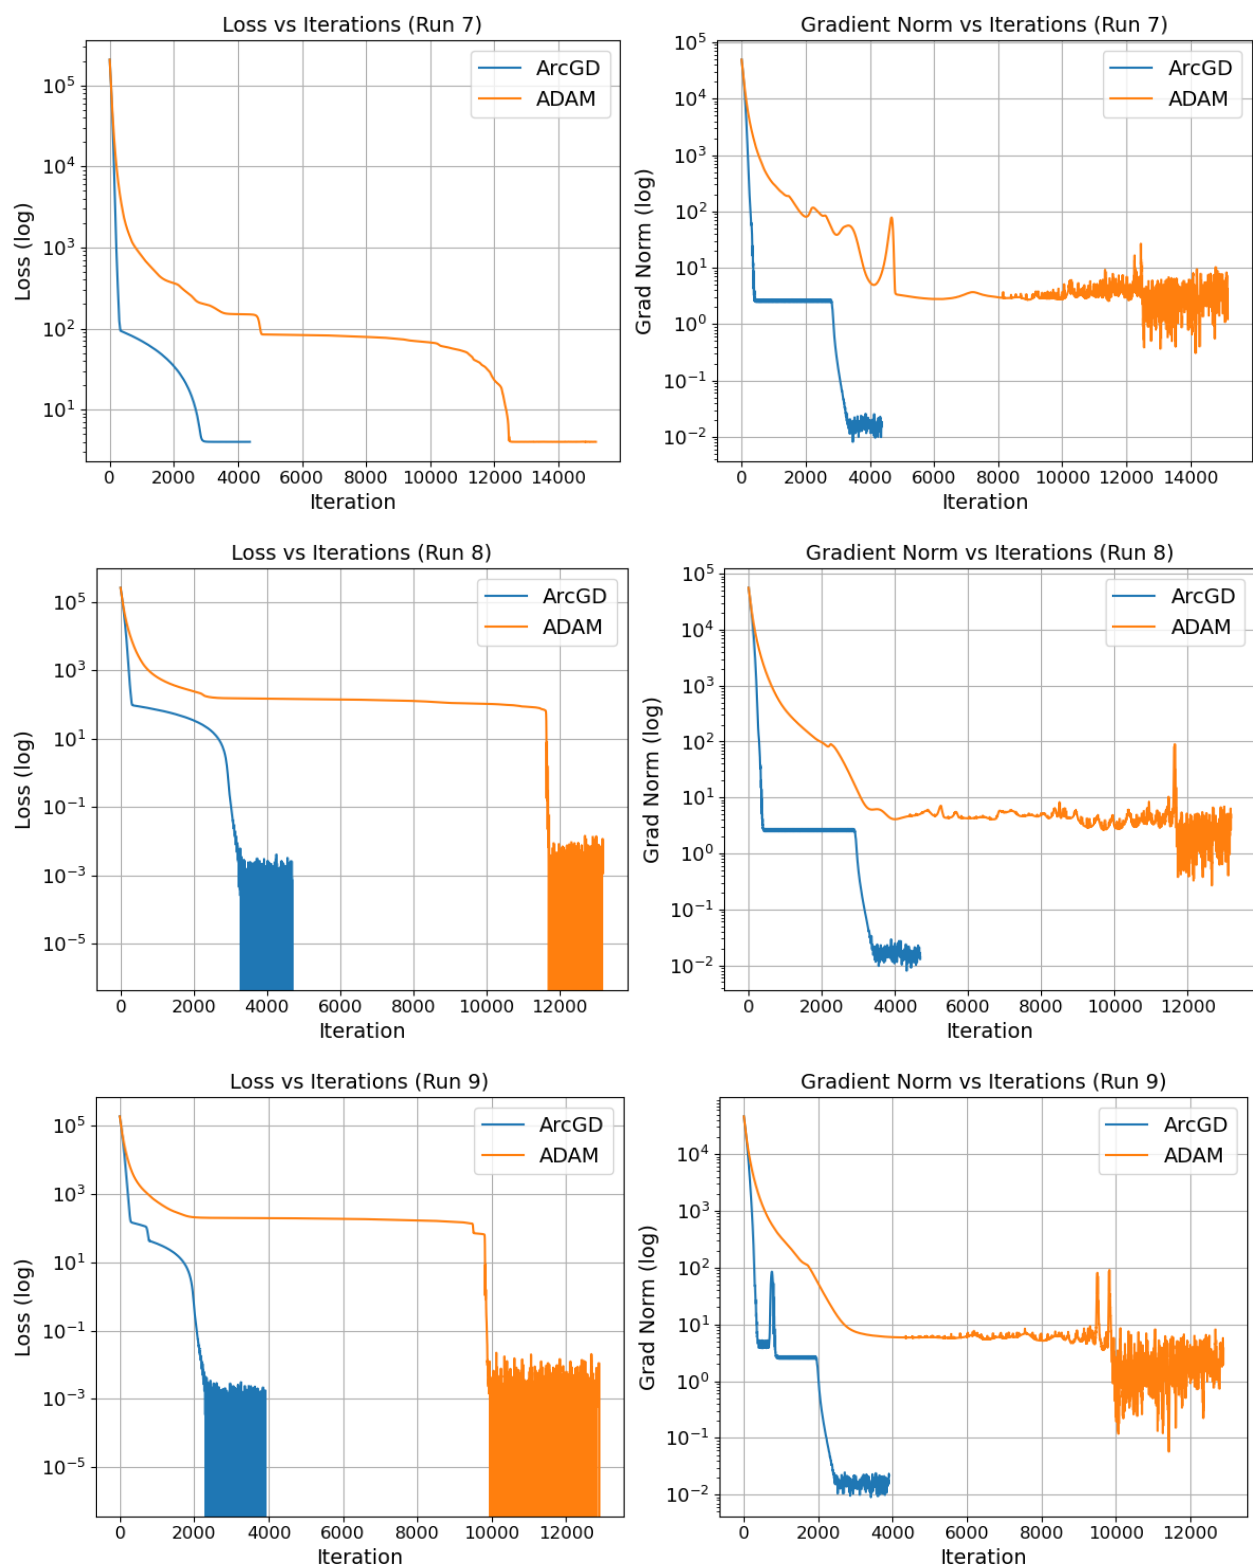 Loss vs Iterations (Run 7)
Loss (log)
10^5
10^4
10^3
10^2
10^1
0 2000 4000 6000 8000 10000 12000 14000
Iteration
ArcGD
ADAM
Gradient Norm vs Iterations (Run 7)
Grad Norm (log)
10^5
10^4
10^3
10^2
10^1
10^0
10^-1
10^-2
0 2000 4000 6000 8000 10000 12000 14000
Iteration
ArcGD
ADAM
Loss vs Iterations (Run 8)
Loss (log)
10^5
10^3
10^1
10^-1
10^-3
10^-5
0 2000 4000 6000 8000 10000 12000
Iteration
ArcGD
ADAM
Gradient Norm vs Iterations (Run 8)
Grad Norm (log)
10^5
10^4
10^3
10^2
10^1
10^0
10^-1
10^-2
0 2000 4000 6000 8000 10000 12000
Iteration
ArcGD
ADAM
Loss vs Iterations (Run 9)
Loss (log)
10^5
10^3
10^1
10^-1
10^-3
10^-5
0 2000 4000 6000 8000 10000 12000
Iteration
ArcGD
ADAM
Gradient Norm vs Iterations (Run 9)
Grad Norm (log)
10^4
10^3
10^2
10^1
10^0
10^-1
10^-2
0 2000 4000 6000 8000 10000 12000
Iteration
ArcGD
ADAM